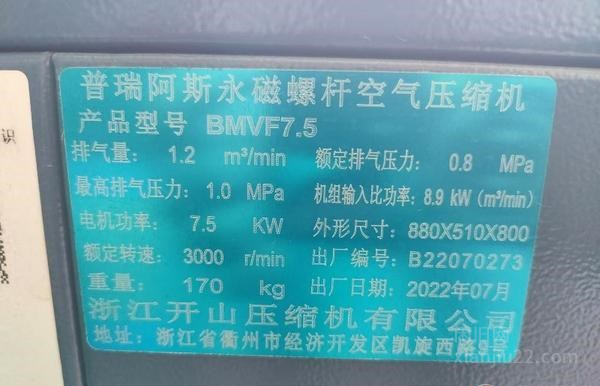 普瑞阿斯永磁螺杆空气压缩机
产品型号 BMVF7.5
排气量: 1.2 m³/min 额定排气压力: 0.8 MPa
最高排气压力: 1.0 MPa 机组输入比功率: 8.9 kW (m³/min)
电机功率: 7.5 KW 外形尺寸: 880X510X800
额定转速: 3000 r/min 出厂编号: B22070273
重量: 170 kg 出厂日期: 2022年07月
浙江开山压缩机有限公司
地址: 浙江省衢州市经济开发区凯旋西路9号
识